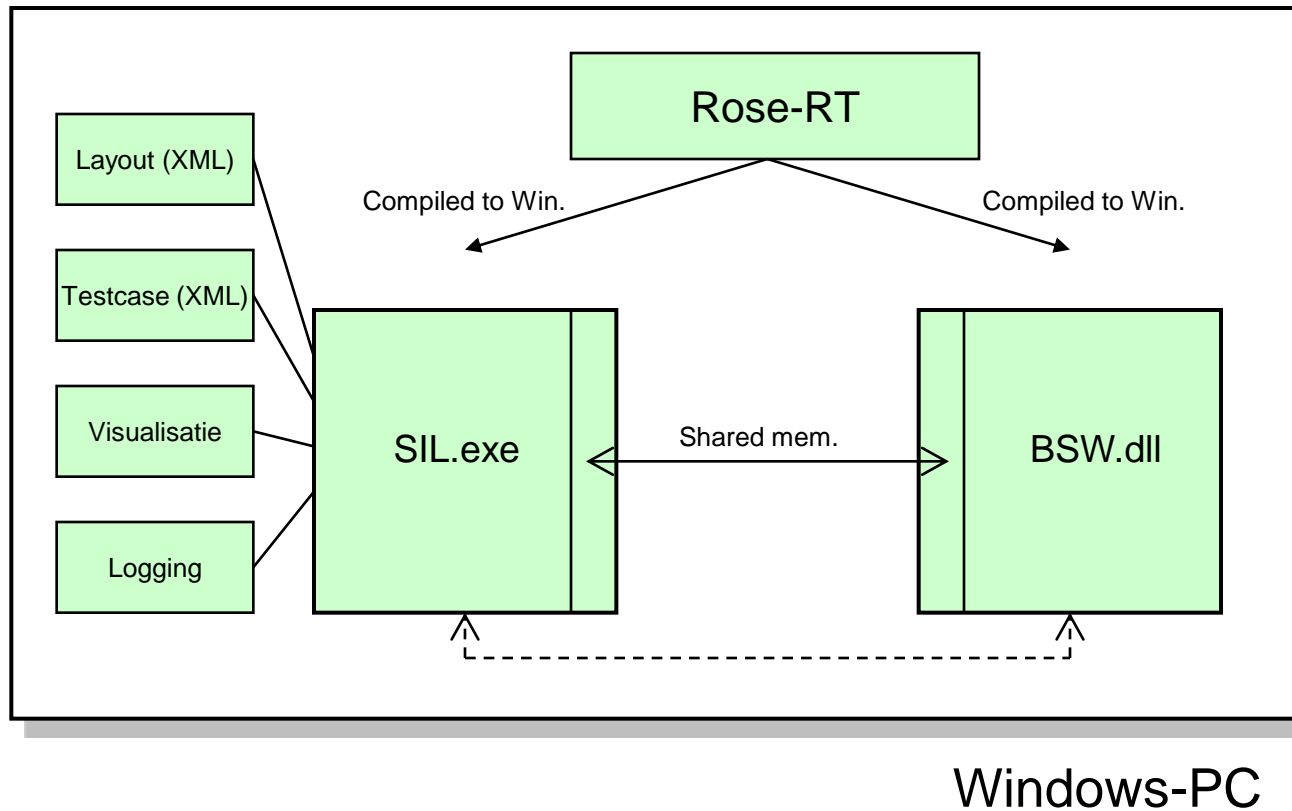 Rose-RT
Layout (XML)
Compiled to Win.
Compiled to Win.
Testcase (XML)
Visualisatie
SIL.exe
Shared mem.
BSW.dll
Logging
Windows-PC